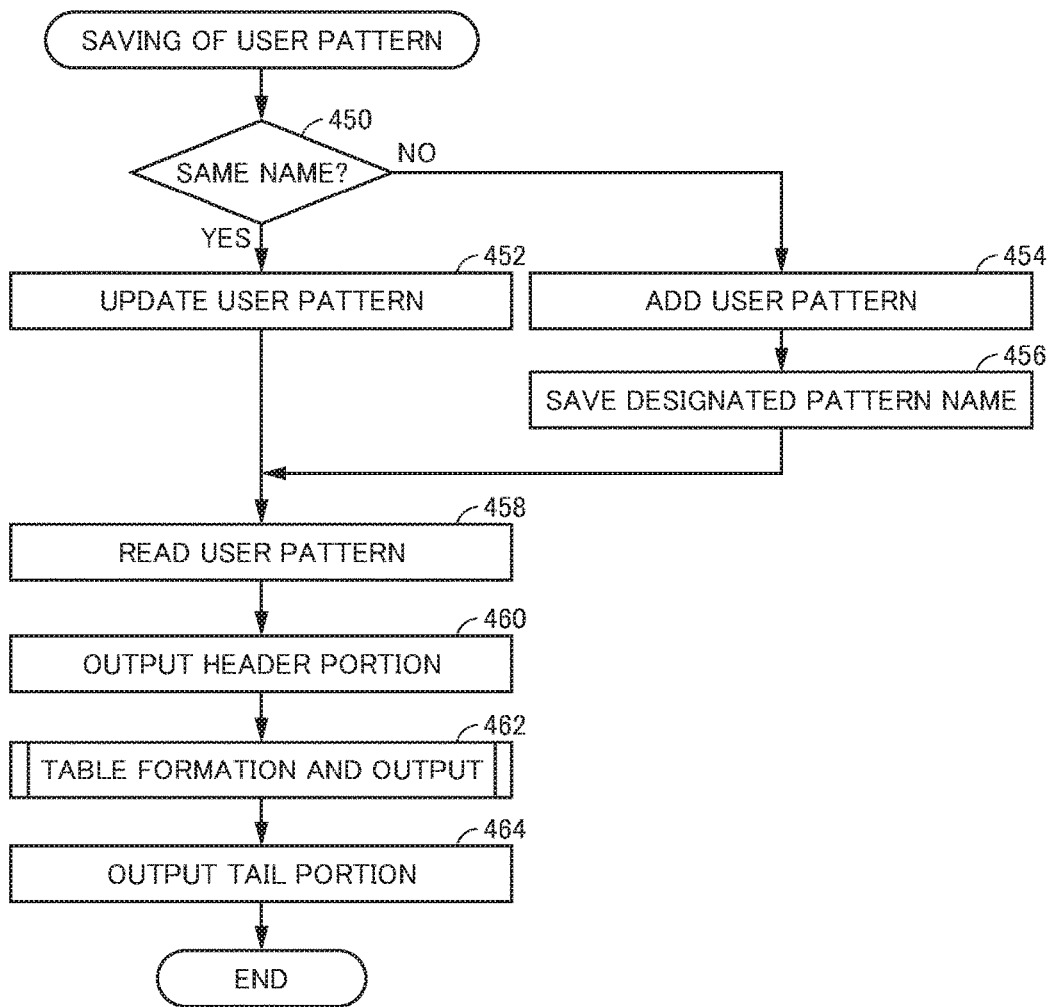 SAVING OF USER PATTERN
450
SAME NAME?
NO
YES
452
UPDATE USER PATTERN
454
ADD USER PATTERN
456
SAVE DESIGNATED PATTERN NAME
458
READ USER PATTERN
460
OUTPUT HEADER PORTION
462
TABLE FORMATION AND OUTPUT
464
OUTPUT TAIL PORTION
END